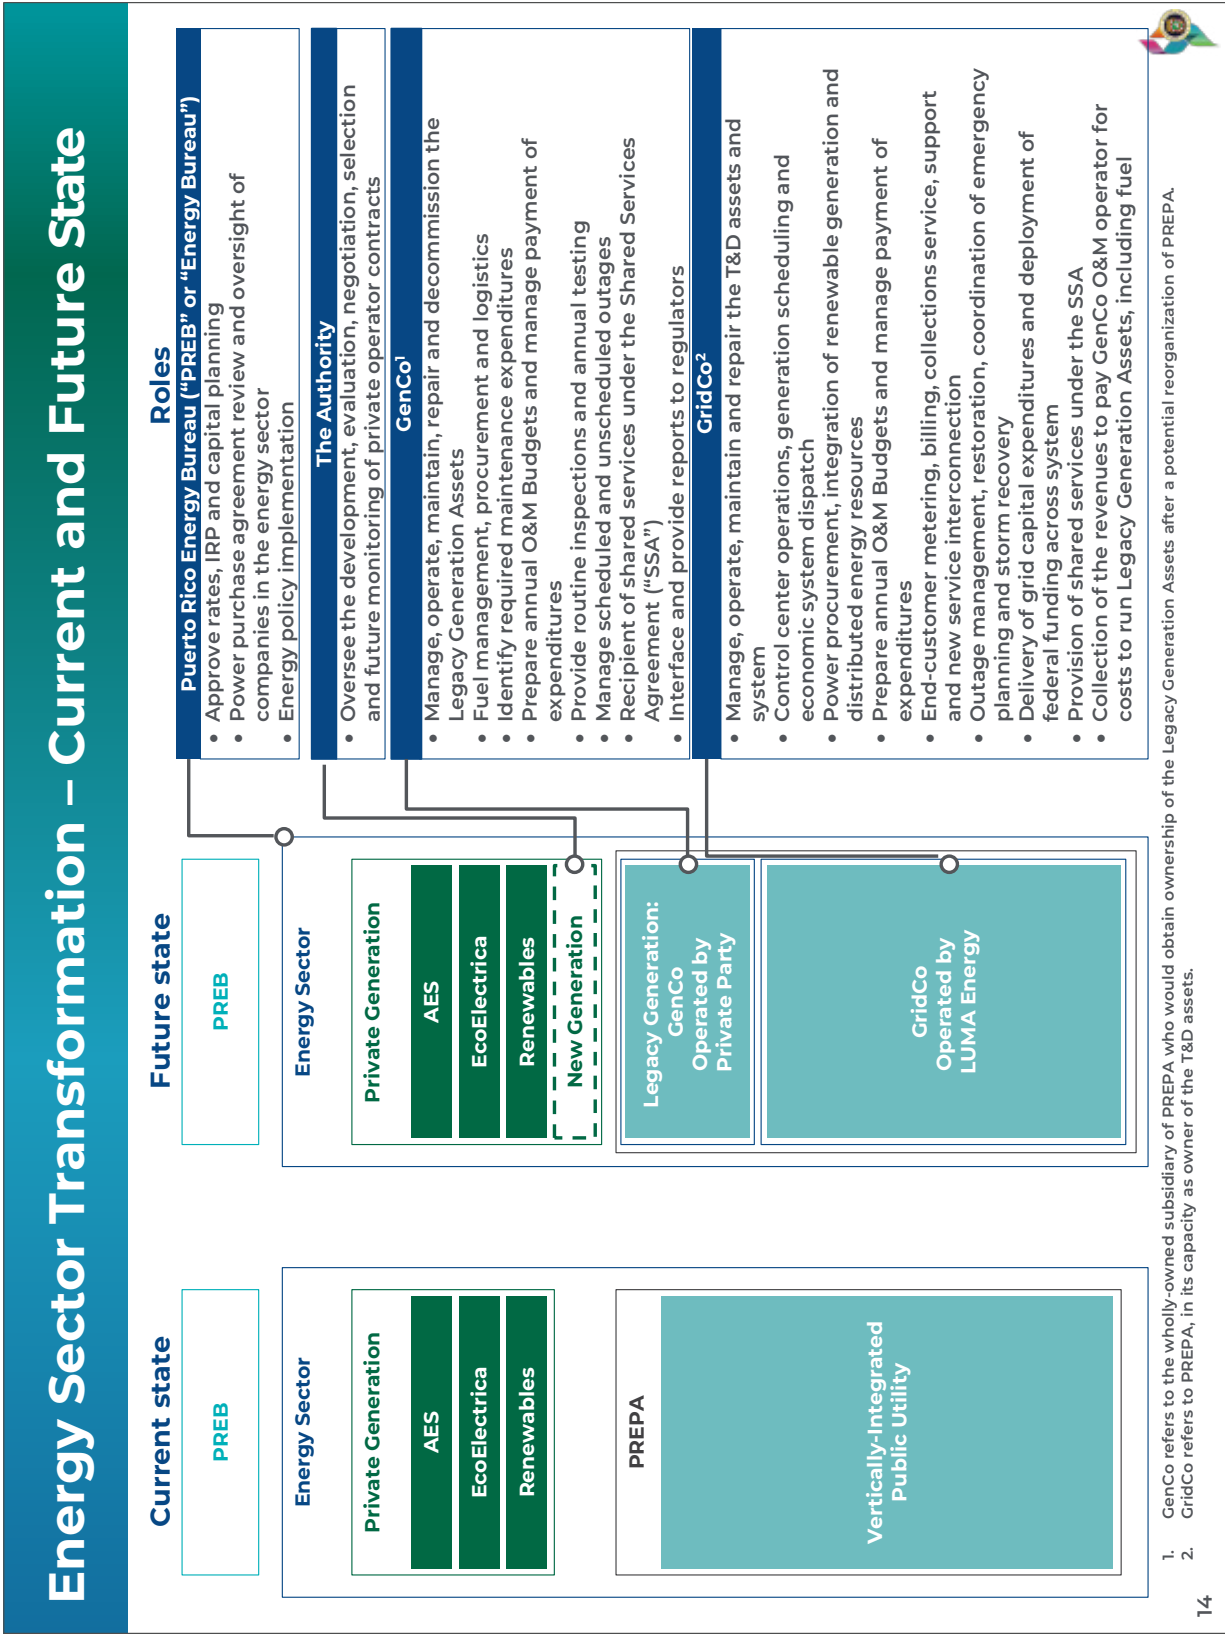 Energy Sector Transformation – Current and Future State
Current state
PREB
Energy Sector
Private Generation
AES
EcoElectrica
Renewables
PREPA
Vertically-Integrated
Public Utility
Future state
PREB
Energy Sector
Private Generation
AES
EcoElectrica
Renewables
New Generation
Legacy Generation:
GenCo
Operated by
Private Party
GridCo
Operated by
LUMA Energy
Roles
Puerto Rico Energy Bureau (“PREB” or “Energy Bureau”)
• Approve rates, IRP and capital planning
• Power purchase agreement review and oversight of
companies in the energy sector
• Energy policy implementation
The Authority
• Oversee the development, evaluation, negotiation, selection
and future monitoring of private operator contracts
GenCo¹
• Manage, operate, maintain, repair and decommission the
Legacy Generation Assets
• Fuel management, procurement and logistics
• Identify required maintenance expenditures
• Prepare annual O&M Budgets and manage payment of
expenditures
• Provide routine inspections and annual testing
• Manage scheduled and unscheduled outages
• Recipient of shared services under the Shared Services
Agreement (“SSA”)
• Interface and provide reports to regulators
GridCo²
• Manage, operate, maintain and repair the T&D assets and
system
• Control center operations, generation scheduling and
economic system dispatch
• Power procurement, integration of renewable generation and
distributed energy resources
• Prepare annual O&M Budgets and manage payment of
expenditures
• End-customer metering, billing, collections service, support
and new service interconnection
• Outage management, restoration, coordination of emergency
planning and storm recovery
• Delivery of grid capital expenditures and deployment of
federal funding across system
• Provision of shared services under the SSA
• Collection of the revenues to pay GenCo O&M operator for
costs to run Legacy Generation Assets, including fuel
1. GenCo refers to the wholly-owned subsidiary of PREPA who would obtain ownership of the Legacy Generation Assets after a potential reorganization of PREPA.
2. GridCo refers to PREPA, in its capacity as owner of the T&D assets.
14